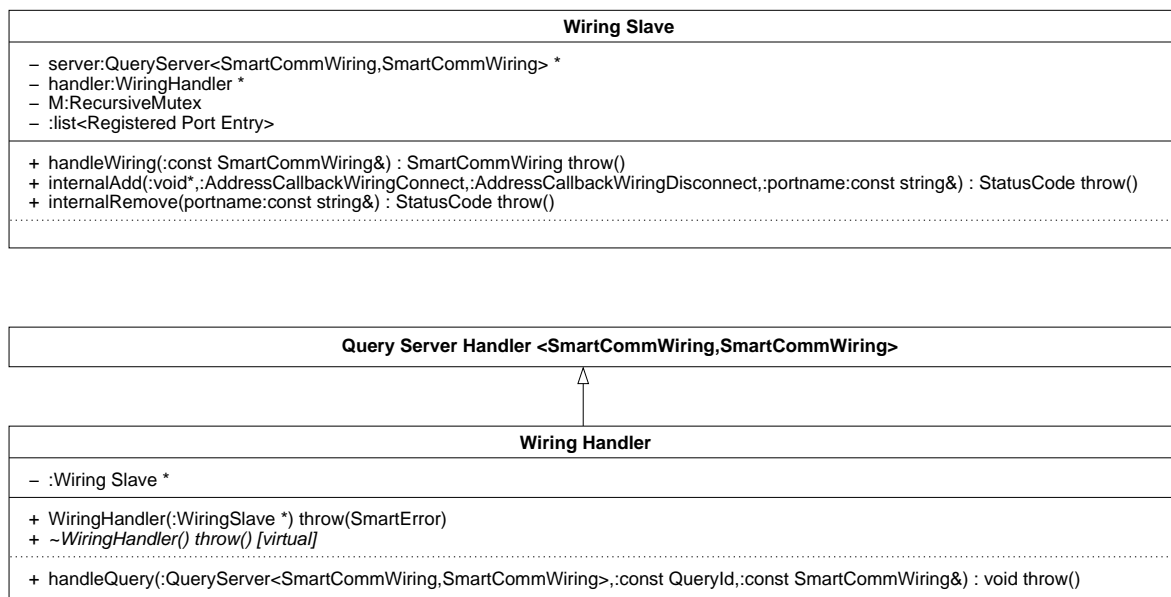 Wiring Slave
– server:QueryServer<SmartCommWiring,SmartCommWiring> *
– handler:WiringHandler *
– M:RecursiveMutex
– :list<Registered Port Entry>
+ handleWiring(:const SmartCommWiring&) : SmartCommWiring throw()
+ internalAdd(:void*,:AddressCallbackWiringConnect,:AddressCallbackWiringDisconnect,:portname:const string&) : StatusCode throw()
+ internalRemove(portname:const string&) : StatusCode throw()
Query Server Handler <SmartCommWiring,SmartCommWiring>
Wiring Handler
– :Wiring Slave *
+ WiringHandler(:WiringSlave *) throw(SmartError)
+ ~WiringHandler() throw() [virtual]
+ handleQuery(:QueryServer<SmartCommWiring,SmartCommWiring>,:const QueryId,:const SmartCommWiring&) : void throw()